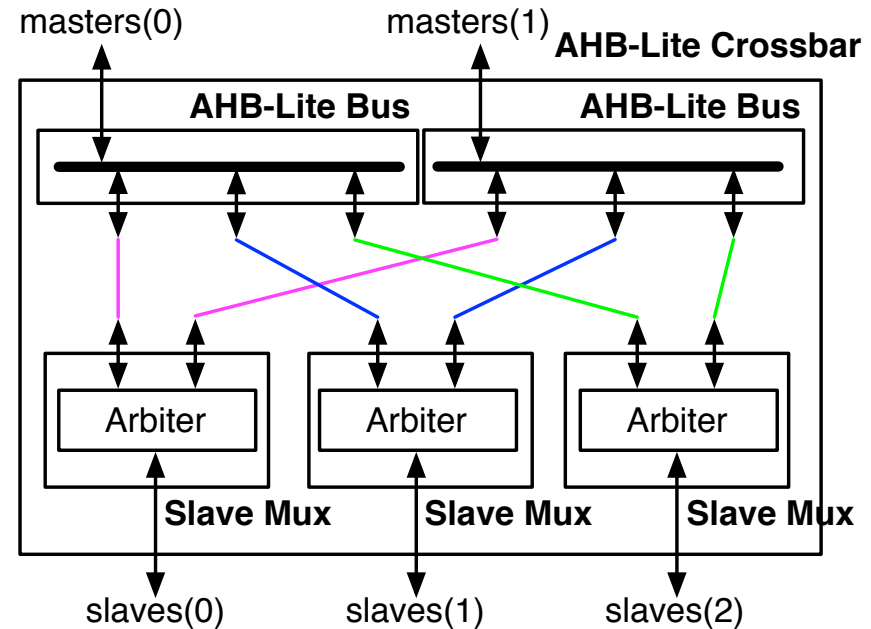 masters(0)
masters(1)
AHB-Lite Crossbar
AHB-Lite Bus
AHB-Lite Bus
Arbiter
Arbiter
Arbiter
Slave Mux
Slave Mux
Slave Mux
slaves(0)
slaves(1)
slaves(2)